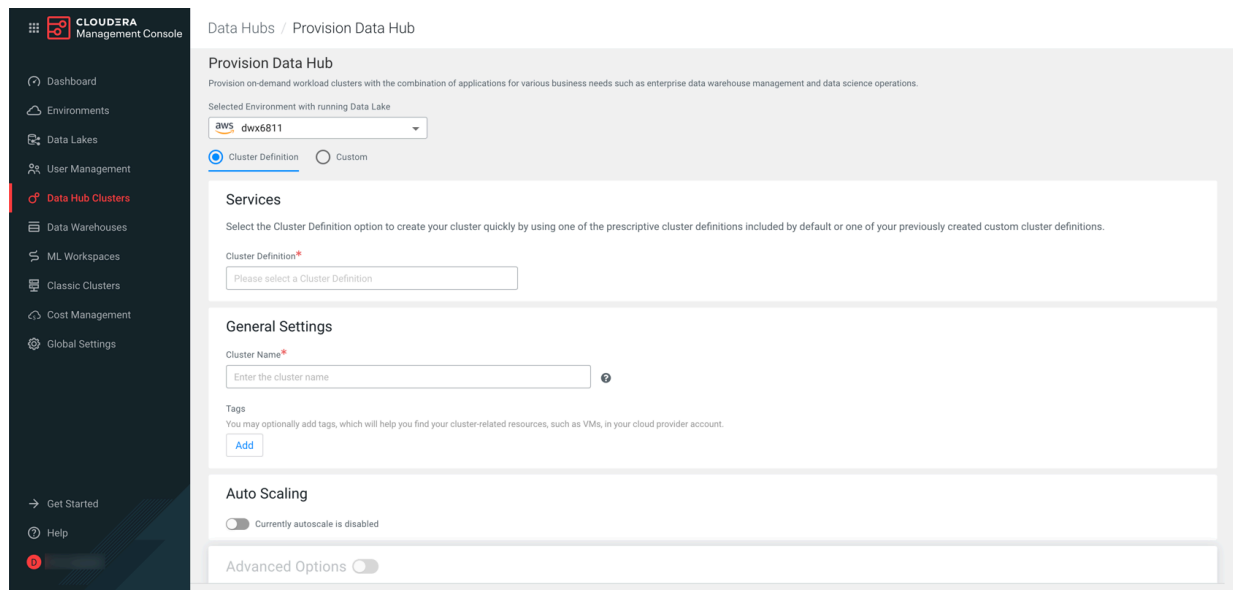 CLOUDERA
Management Console
Dashboard
Environments
Data Lakes
User Management
Data Hub Clusters
Data Warehouses
ML Workspaces
Classic Clusters
Cost Management
Global Settings
Get Started
Help
D
Data Hubs / Provision Data Hub
Provision Data Hub
Provision on-demand workload clusters with the combination of applications for various business needs such as enterprise data warehouse management and data science operations.
Selected Environment with running Data Lake
aws dwx6811
Cluster Definition Custom
Services
Select the Cluster Definition option to create your cluster quickly by using one of the prescriptive cluster definitions included by default or one of your previously created custom cluster definitions.
Cluster Definition*
Please select a Cluster Definition
General Settings
Cluster Name*
Enter the cluster name
Tags
You may optionally add tags, which will help you find your cluster-related resources, such as VMs, in your cloud provider account.
Add
Auto Scaling
Currently autoscale is disabled
Advanced Options